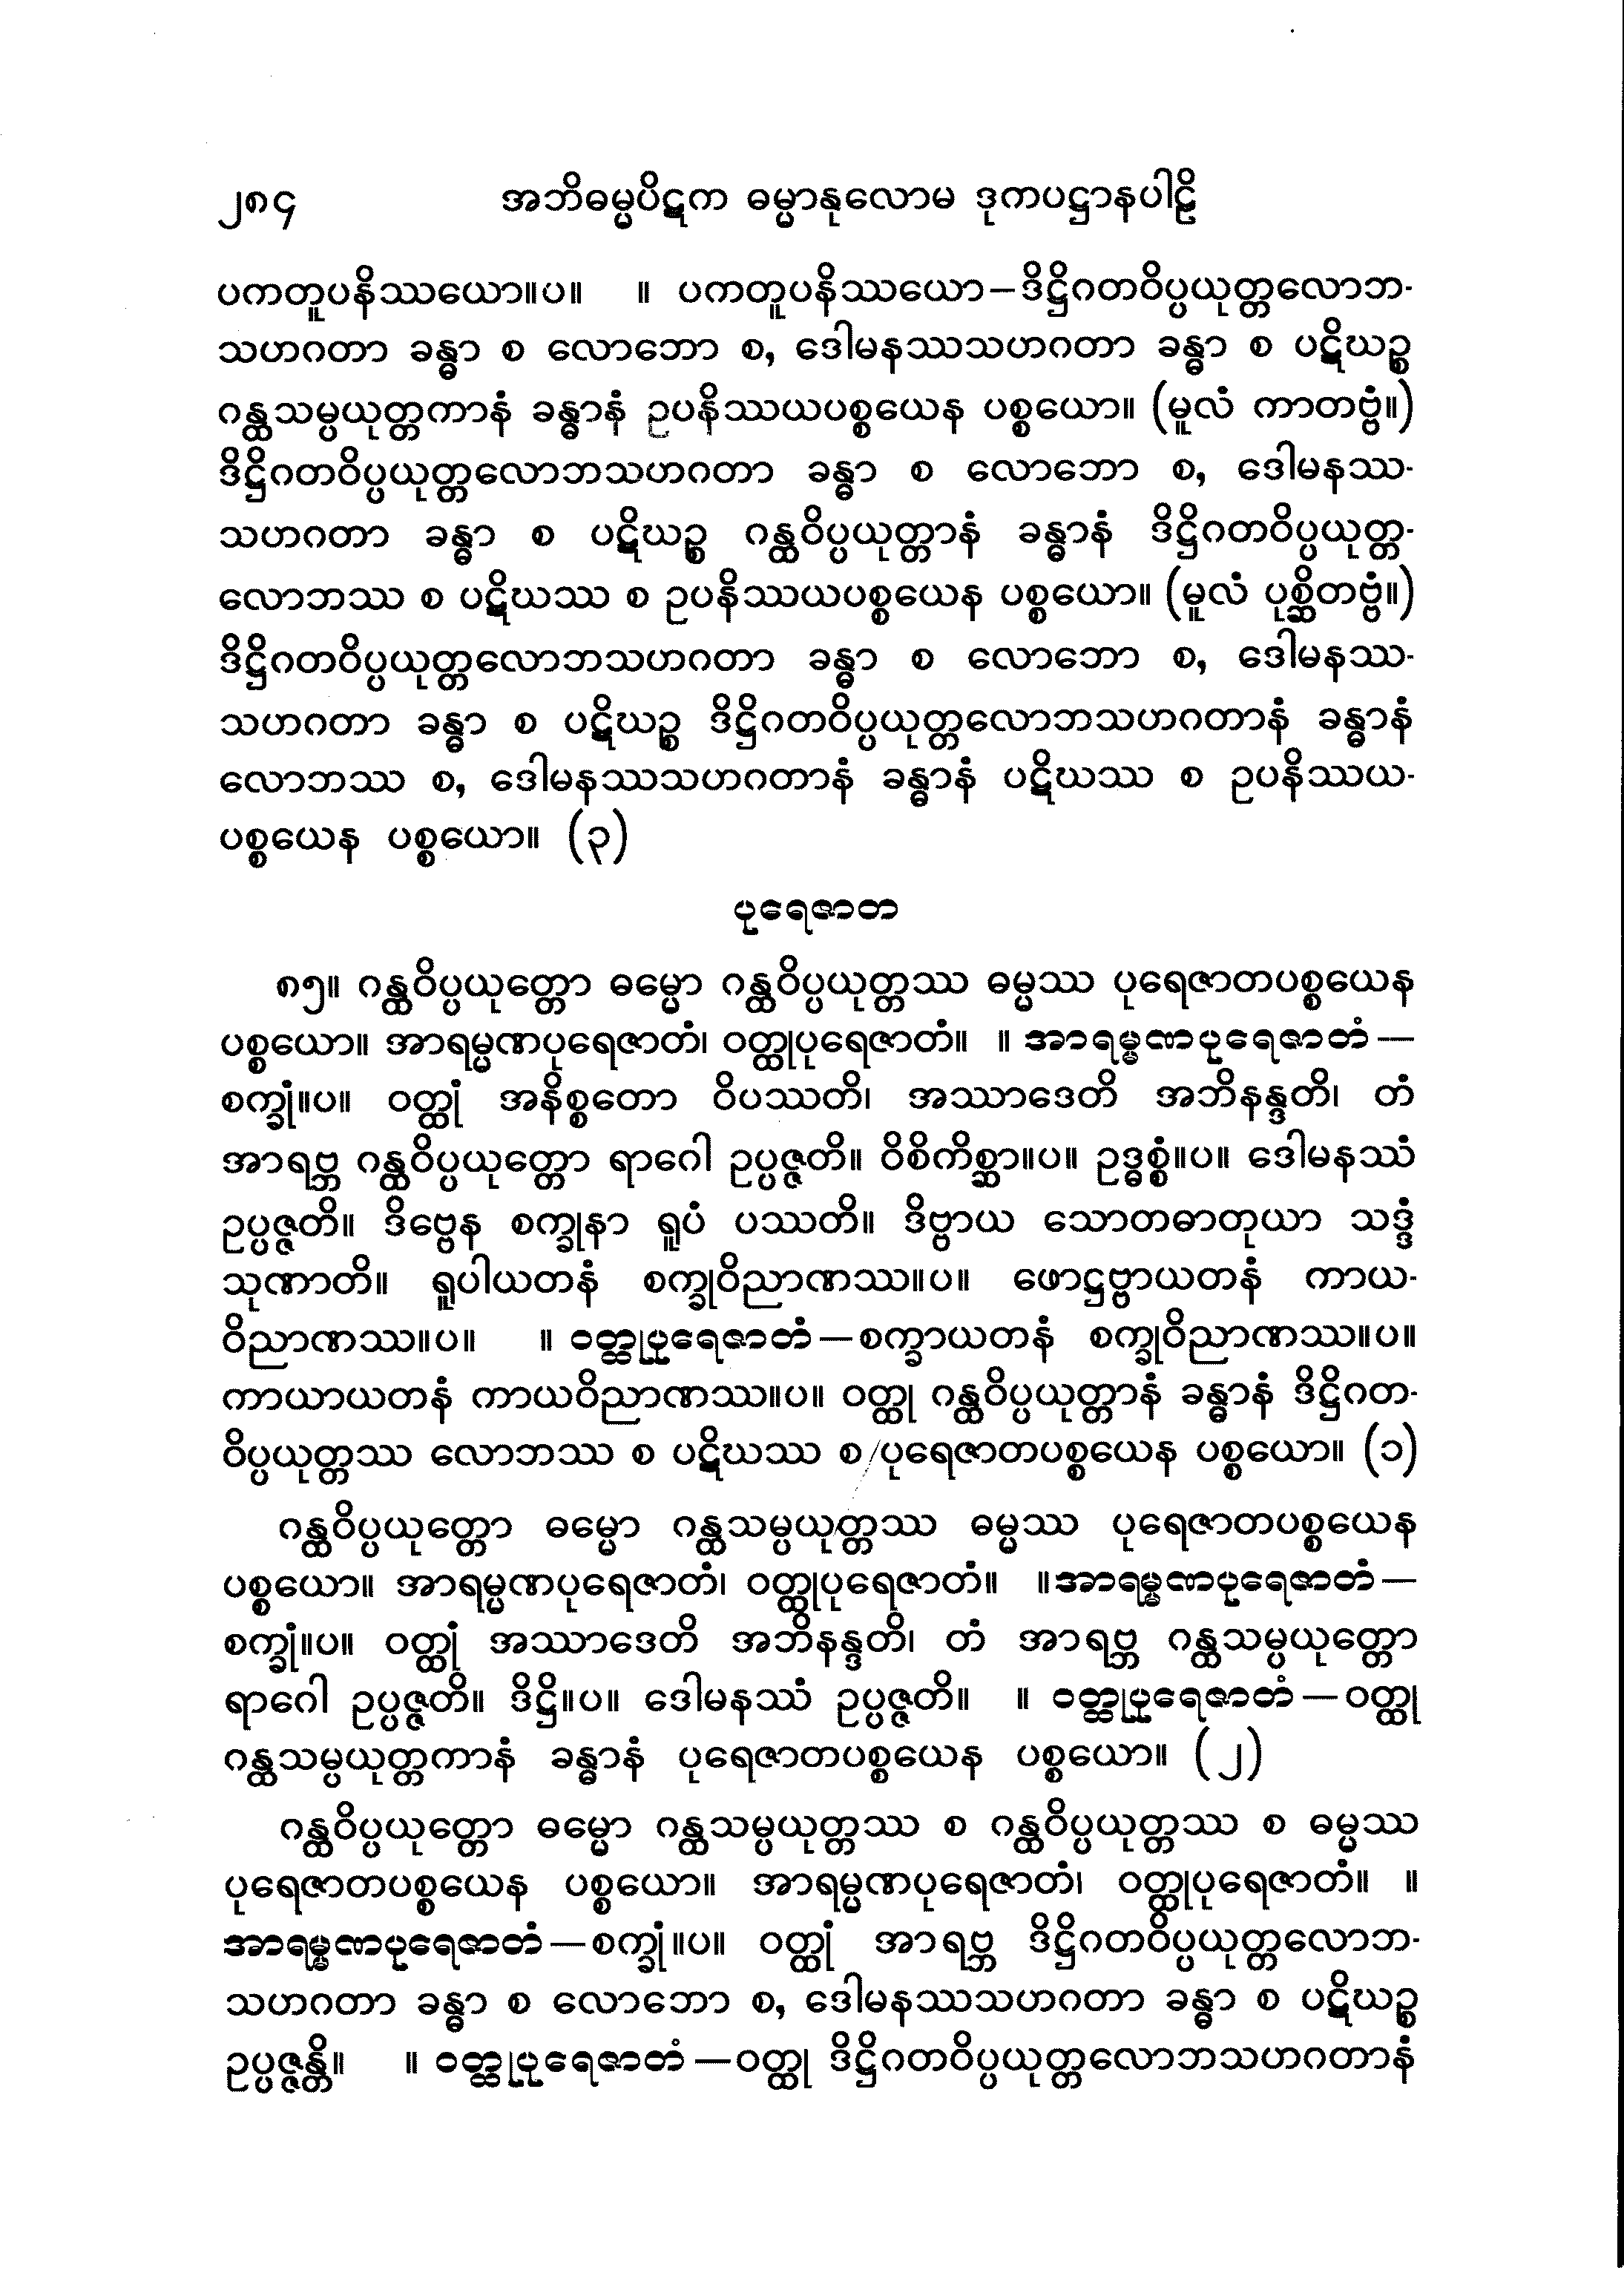 ၂၈၄ အဘိဓမ္မပိဋက ဓမ္မာနုလောမ ဒုကပဋ္ဌာနပါဠိ
ပကတူပနိဿယော။ပ။ ။ ပကတူပနိဿယော–ဒိဋ္ဌိဂတဝိပ္ပယုတ္တလောဘ-
သဟဂတာ ခန္ဓာ စ လောဘော စ, ဒေါမနဿသဟဂတာ ခန္ဓာ စ ပဋိဃဉ္စ
ဂန္ထသမ္ပယုတ္တကာနံ ခန္ဓာနံ ဥပနိဿယပစ္စယေန ပစ္စယော။ (မူလံ ကာတဗ္ဗံ။)
ဒိဋ္ဌိဂတဝိပ္ပယုတ္တလောဘသဟဂတာ ခန္ဓာ စ လောဘော စ, ဒေါမနဿ-
သဟဂတာ ခန္ဓာ စ ပဋိဃဉ္စ ဂန္ထဝိပ္ပယုတ္တာနံ ခန္ဓာနံ ဒိဋ္ဌိဂတဝိပ္ပယုတ္တ-
လောဘဿ စ ပဋိဃဿ စ ဥပနိဿယပစ္စယေန ပစ္စယော။ (မူလံ ပုစ္ဆိတဗ္ဗံ။)
ဒိဋ္ဌိဂတဝိပ္ပယုတ္တလောဘသဟဂတာ ခန္ဓာ စ လောဘော စ, ဒေါမနဿ-
သဟဂတာ ခန္ဓာ စ ပဋိဃဉ္စ ဒိဋ္ဌိဂတဝိပ္ပယုတ္တလောဘသဟဂတာနံ ခန္ဓာနံ
လောဘဿ စ, ဒေါမနဿသဟဂတာနံ ခန္ဓာနံ ပဋိဃဿ စ ဥပနိဿယ-
ပစ္စယေန ပစ္စယော။ (၃)
ပုရေဇာတ
၈၅။ ဂန္ထဝိပ္ပယုတ္တော ဓမ္မော ဂန္ထဝိပ္ပယုတ္တဿ ဓမ္မဿ ပုရေဇာတပစ္စယေန
ပစ္စယော။ အာရမ္မဏပုရေဇာတံ၊ ဝတ္ထုပုရေဇာတံ။ ။ အာရမ္မဏပုရေဇာတံ–
စက္ခုံ။ပ။ ဝတ္ထုံ အနိစ္စတော ဝိပဿတိ၊ အဿာဒေတိ အဘိနန္ဒတိ၊ တံ
အာရဗ္ဘ ဂန္ထဝိပ္ပယုတ္တော ရာဂေါ ဥပ္ပဇ္ဇတိ။ ဝိစိကိစ္ဆာ။ပ။ ဥဒ္ဓစ္စံ။ပ။ ဒေါမနဿံ
ဥပ္ပဇ္ဇတိ။ ဒိဗ္ဗေန စက္ခုနာ ရူပံ ပဿတိ။ ဒိဗ္ဗာယ သောတဓာတုယာ သဒ္ဒံ
သုဏာတိ။ ရူပါယတနံ စက္ခုဝိညာဏဿ။ပ။ ဖောဋ္ဌဗ္ဗာယတနံ ကာယ-
ဝိညာဏဿ။ပ။ ။ ဝတ္ထုပုရေဇာတံ–စက္ခာယတနံ စက္ခုဝိညာဏဿ။ပ။
ကာယာယတနံ ကာယဝိညာဏဿ။ပ။ ဝတ္ထု ဂန္ထဝိပ္ပယုတ္တာနံ ခန္ဓာနံ ဒိဋ္ဌိဂတ-
ဝိပ္ပယုတ္တဿ လောဘဿ စ ပဋိဃဿ စ ပုရေဇာတပစ္စယေန ပစ္စယော။ (၁)
ဂန္ထဝိပ္ပယုတ္တော ဓမ္မော ဂန္ထသမ္ပယုတ္တဿ ဓမ္မဿ ပုရေဇာတပစ္စယေန
ပစ္စယော။ အာရမ္မဏပုရေဇာတံ၊ ဝတ္ထုပုရေဇာတံ။ ။အာရမ္မဏပုရေဇာတံ–
စက္ခုံ။ပ။ ဝတ္ထုံ အဿာဒေတိ အဘိနန္ဒတိ၊ တံ အာရဗ္ဘ ဂန္ထသမ္ပယုတ္တော
ရာဂေါ ဥပ္ပဇ္ဇတိ။ ဒိဋ္ဌိ။ပ။ ဒေါမနဿံ ဥပ္ပဇ္ဇတိ။ ။ ဝတ္ထုပုရေဇာတံ–ဝတ္ထု
ဂန္ထသမ္ပယုတ္တကာနံ ခန္ဓာနံ ပုရေဇာတပစ္စယေန ပစ္စယော။ (၂)
ဂန္ထဝိပ္ပယုတ္တော ဓမ္မော ဂန္ထသမ္ပယုတ္တဿ စ ဂန္ထဝိပ္ပယုတ္တဿ စ ဓမ္မဿ
ပုရေဇာတပစ္စယေန ပစ္စယော။ အာရမ္မဏပုရေဇာတံ၊ ဝတ္ထုပုရေဇာတံ။ ။
အာရမ္မဏပုရေဇာတံ–စက္ခုံ။ပ။ ဝတ္ထုံ အာရဗ္ဘ ဒိဋ္ဌိဂတဝိပ္ပယုတ္တလောဘ-
သဟဂတာ ခန္ဓာ စ လောဘော စ, ဒေါမနဿသဟဂတာ ခန္ဓာ စ ပဋိဃဉ္စ
ဥပ္ပဇ္ဇန္တိ။ ။ ဝတ္ထုပုရေဇာတံ–ဝတ္ထု ဒိဋ္ဌိဂတဝိပ္ပယုတ္တလောဘသဟဂတာနံ